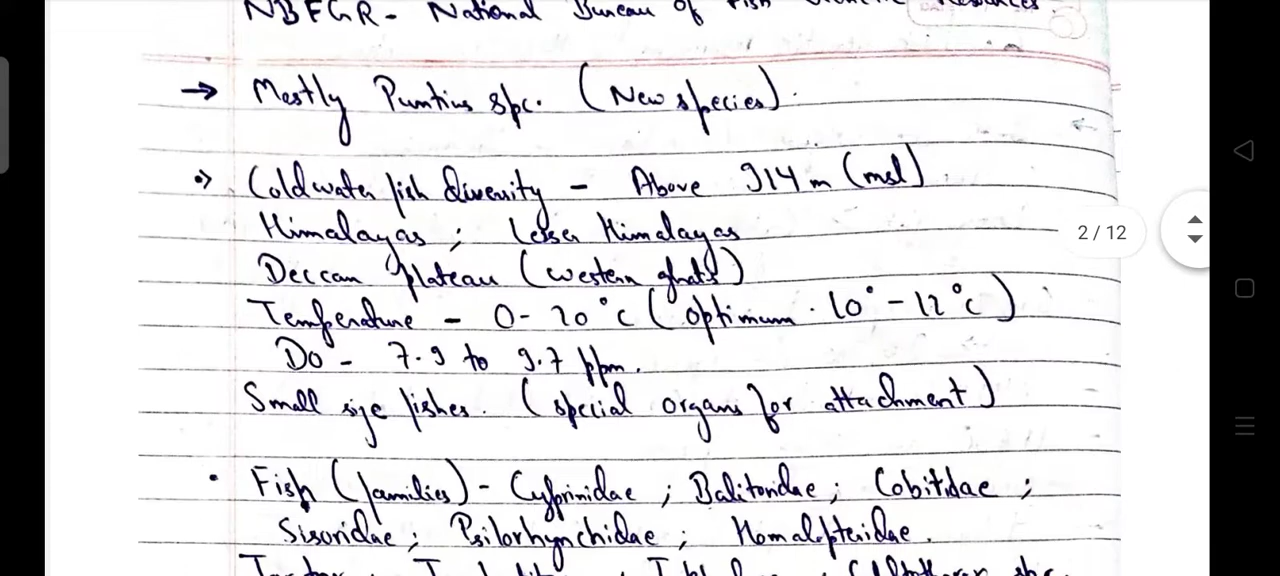 NBFGR- National Bureau of Fish Resources
→ Mostly Puntius spc. (New species).
Coldwater fish diversity - Above 914 m (msl).
2 / 12
Himalayas ; Lesser Himalayas
Deccan plateau (western ghats)
Temperature - 0- 20°C (optimum. 10° - 12°C)
Do - 7.9 to 9.7 ppm.
Small size fishes. (special organs for attachment)
• Fish (families) - Cyprinidae ; Balitoridae ; Cobitidae ;
Sisoridae ; Psilorhynchidae ; Homalopteridae.